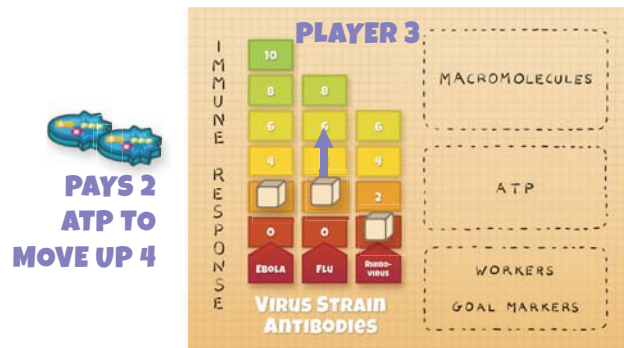 PLAYER 3
IMMUNE RESPONSE
10
8 8
6 6 6
4 4
2
0 0
EBOLA FLU RHINO-
VIRUS
VIRUS STRAIN
ANTIBODIES
MACROMOLECULES
ATP
WORKERS
GOAL MARKERS
PAYS 2
ATP TO
MOVE UP 4